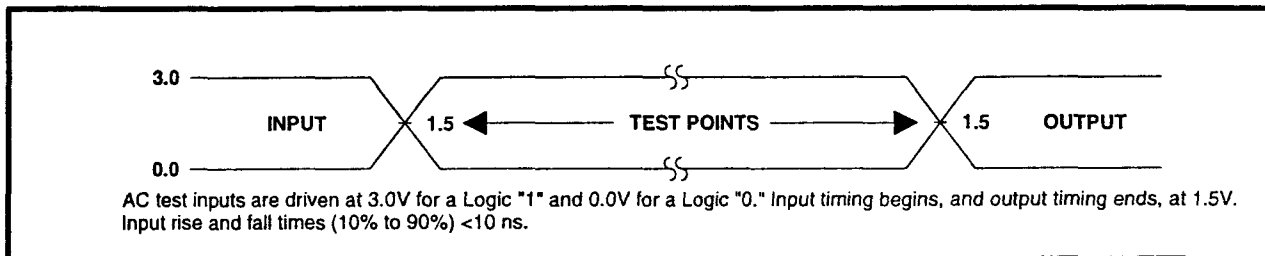 3.0
INPUT 1.5 TEST POINTS 1.5 OUTPUT
0.0
AC test inputs are driven at 3.0V for a Logic "1" and 0.0V for a Logic "0." Input timing begins, and output timing ends, at 1.5V.
Input rise and fall times (10% to 90%) <10 ns.